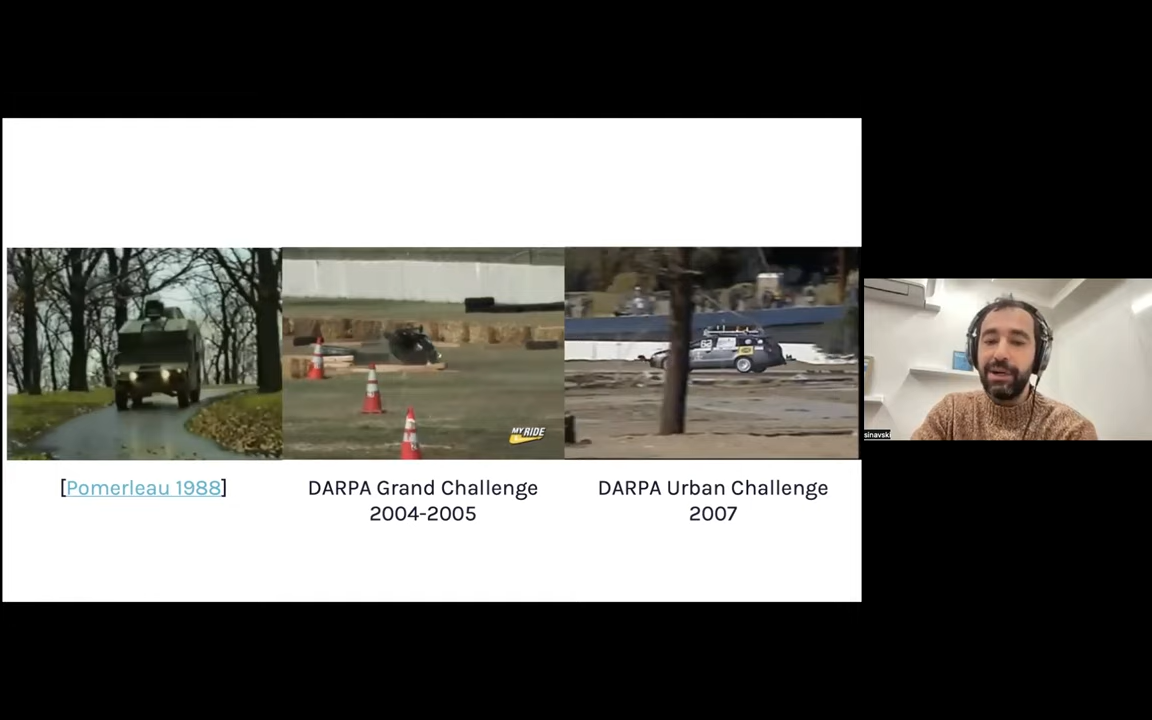 MY RIDE
[Pomerleau 1988]
DARPA Grand Challenge
2004-2005
DARPA Urban Challenge
2007
sinavski